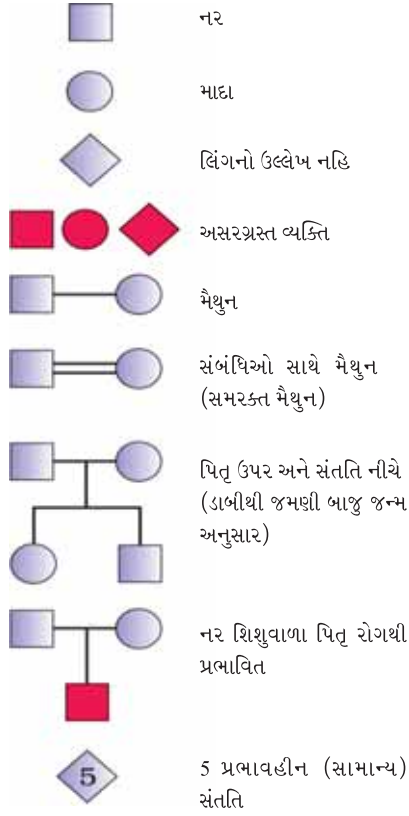 નર
માદા
લિંગનો ઉલ્લેખ નહિ
અસરગ્રસ્ત વ્યક્તિ
મૈથુન
સંબંધિઓ સાથે મૈથુન
(સમરક્ત મૈથુન)
પિતૃ ઉપર અને સંતતિ નીચે
(ડાબીથી જમણી બાજુ જન્મ
અનુસાર)
નર શિશુવાળા પિતૃ રોગથી
પ્રભાવિત
5
5 પ્રભાવહીન (સામાન્ય)
સંતતિ